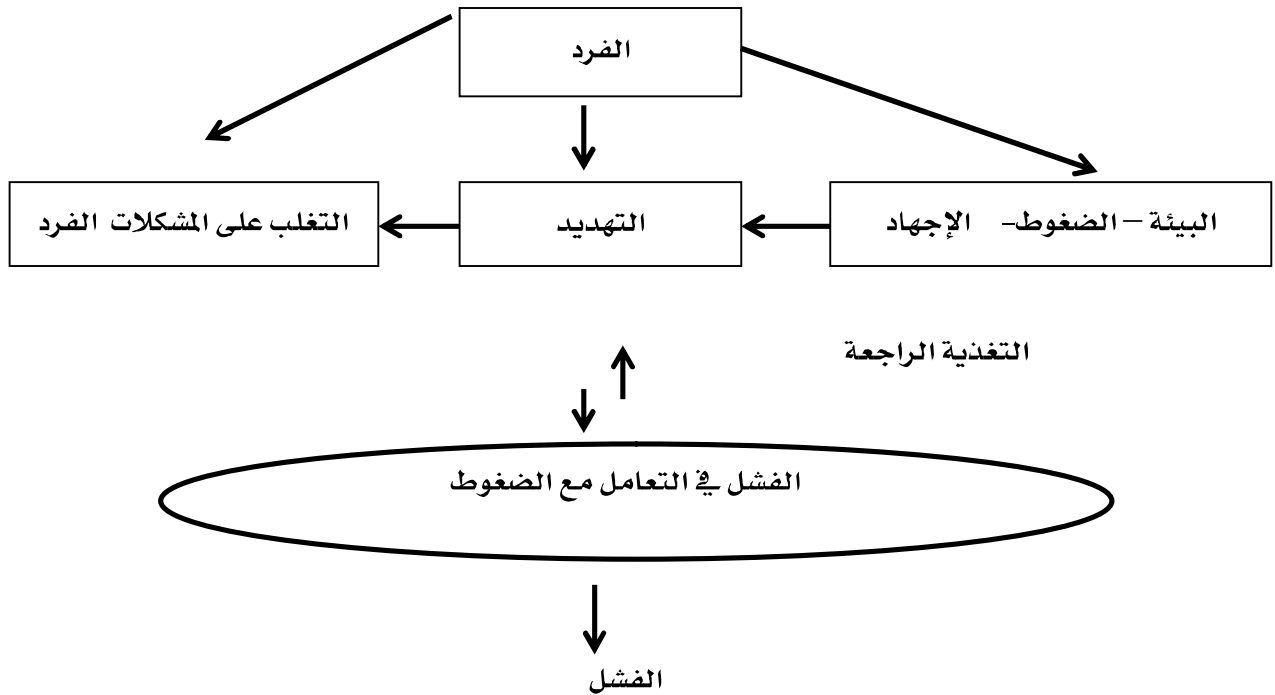 الفرد
البيئة – الضغوط- الإجهاد
التهديد
التغلب على المشكلات الفرد
التغذية الراجعة
الفشل في التعامل مع الضغوط
الفشل